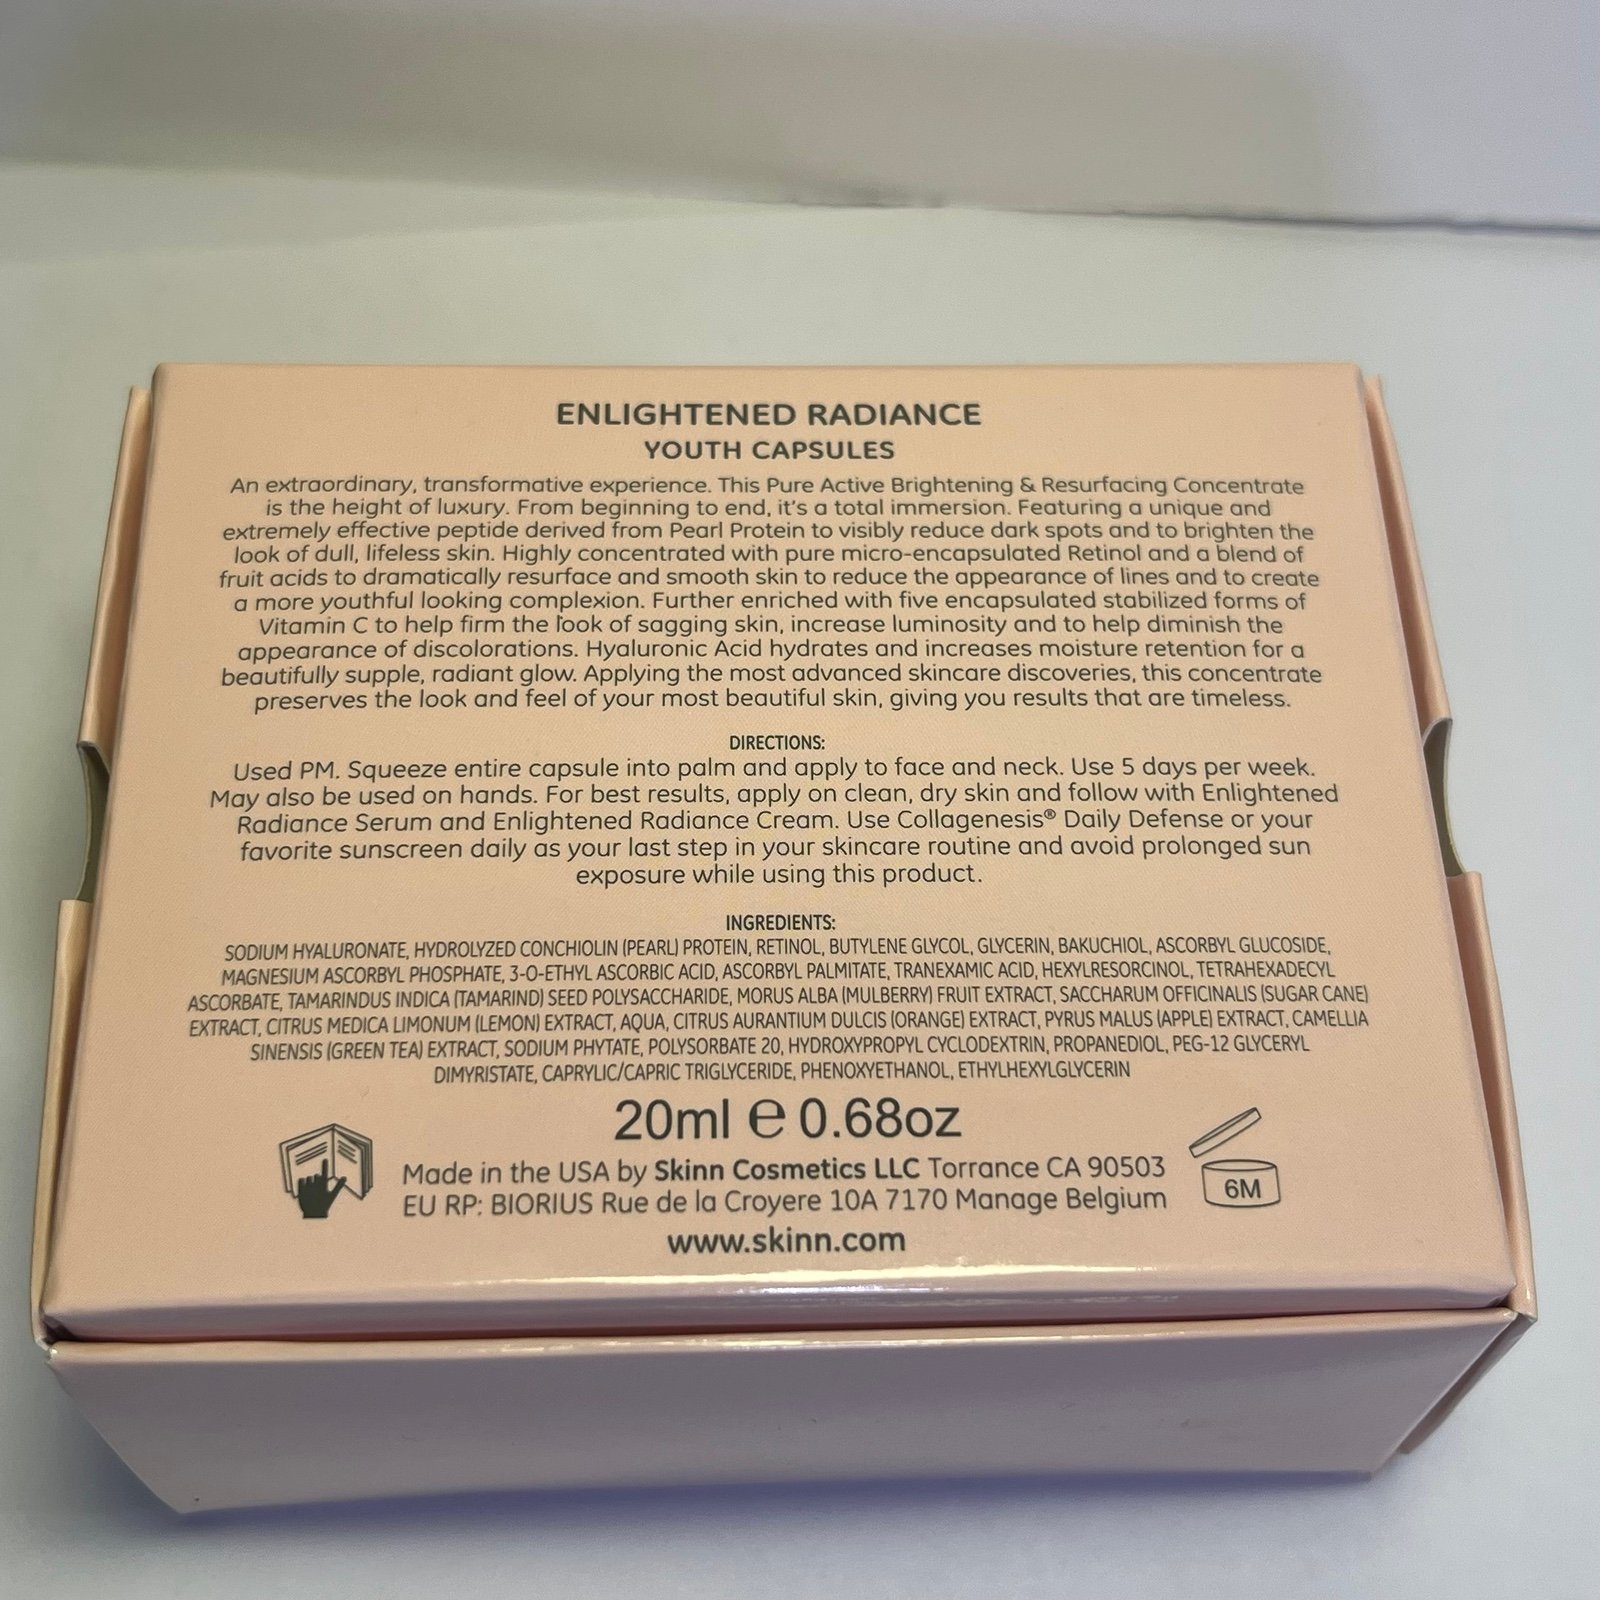 ENLIGHTENED RADIANCE
YOUTH CAPSULES
An extraordinary, transformative experience. This Pure Active Brightening & Resurfacing Concentrate
is the height of luxury. From beginning to end, it's a total immersion. Featuring a unique and
extremely effective peptide derived from Pearl Protein to visibly reduce dark spots and to brighten the
look of dull, lifeless skin. Highly concentrated with pure micro-encapsulated Retinol and a blend of
fruit acids to dramatically resurface and smooth skin to reduce the appearance of lines and to create
a more youthful looking complexion. Further enriched with five encapsulated stabilized forms of
Vitamin C to help firm the look of sagging skin, increase luminosity and to help diminish the
appearance of discolorations. Hyaluronic Acid hydrates and increases moisture retention for a
beautifully supple, radiant glow. Applying the most advanced skincare discoveries, this concentrate
preserves the look and feel of your most beautiful skin, giving you results that are timeless.
DIRECTIONS:
Used PM. Squeeze entire capsule into palm and apply to face and neck. Use 5 days per week.
May also be used on hands. For best results, apply on clean, dry skin and follow with Enlightened
Radiance Serum and Enlightened Radiance Cream. Use Collagenesis® Daily Defense or your
favorite sunscreen daily as your last step in your skincare routine and avoid prolonged sun
exposure while using this product.
INGREDIENTS:
SODIUM HYALURONATE, HYDROLYZED CONCHIOLIN (PEARL) PROTEIN, RETINOL, BUTYLENE GLYCOL, GLYCERIN, BAKUCHIOL, ASCORBYL GLUCOSIDE,
MAGNESIUM ASCORBYL PHOSPHATE, 3-O-ETHYL ASCORBIC ACID, ASCORBYL PALMITATE, TRANEXAMIC ACID, HEXYLRESORCINOL, TETRAHEXADECYL
ASCORBATE, TAMARINDUS INDICA (TAMARIND) SEED POLYSACCHARIDE, MORUS ALBA (MULBERRY) FRUIT EXTRACT, SACCHARUM OFFICINALIS (SUGAR CANE)
EXTRACT, CITRUS MEDICA LIMONUM (LEMON) EXTRACT, AQUA, CITRUS AURANTIUM DULCIS (ORANGE) EXTRACT, PYRUS MALUS (APPLE) EXTRACT, CAMELLIA
SINENSIS (GREEN TEA) EXTRACT, SODIUM PHYTATE, POLYSORBATE 20, HYDROXYPROPYL CYCLODEXTRIN, PROPANEDIOL, PEG-12 GLYCERYL
DIMYRISTATE, CAPRYLIC/CAPRIC TRIGLYCERIDE, PHENOXYETHANOL, ETHYLHEXYLGLYCERIN
20ml ℮ 0.68oz
Made in the USA by Skinn Cosmetics LLC Torrance CA 90503
EU RP: BIORIUS Rue de la Croyere 10A 7170 Manage Belgium
6M
www.skinn.com